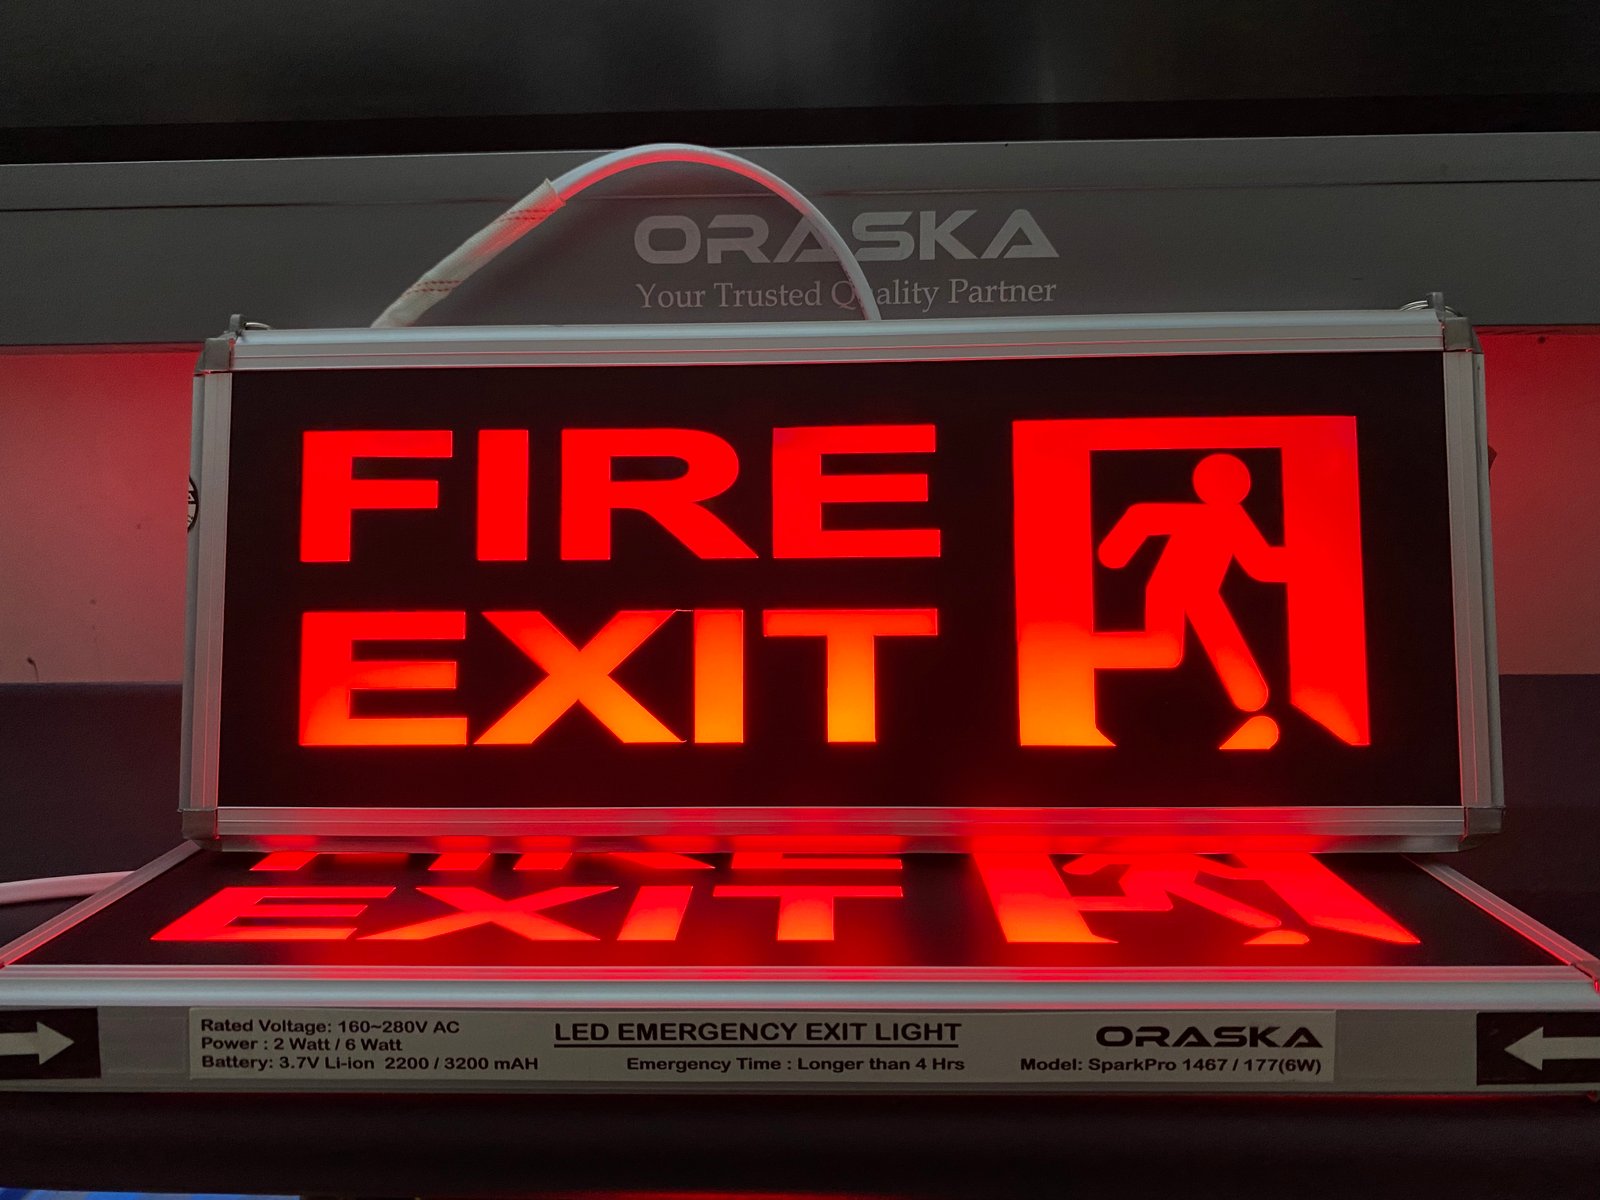 ORASKA
Your Trusted Quality Partner
FIRE
EXIT
FIRE
EXIT
Rated Voltage: 160~280V AC
Power : 2 Watt / 6 Watt
Battery: 3.7V Li-ion 2200 / 3200 mAH
LED EMERGENCY EXIT LIGHT
Emergency Time : Longer than 4 Hrs
ORASKA
Model: SparkPro 1467 / 177(6W)